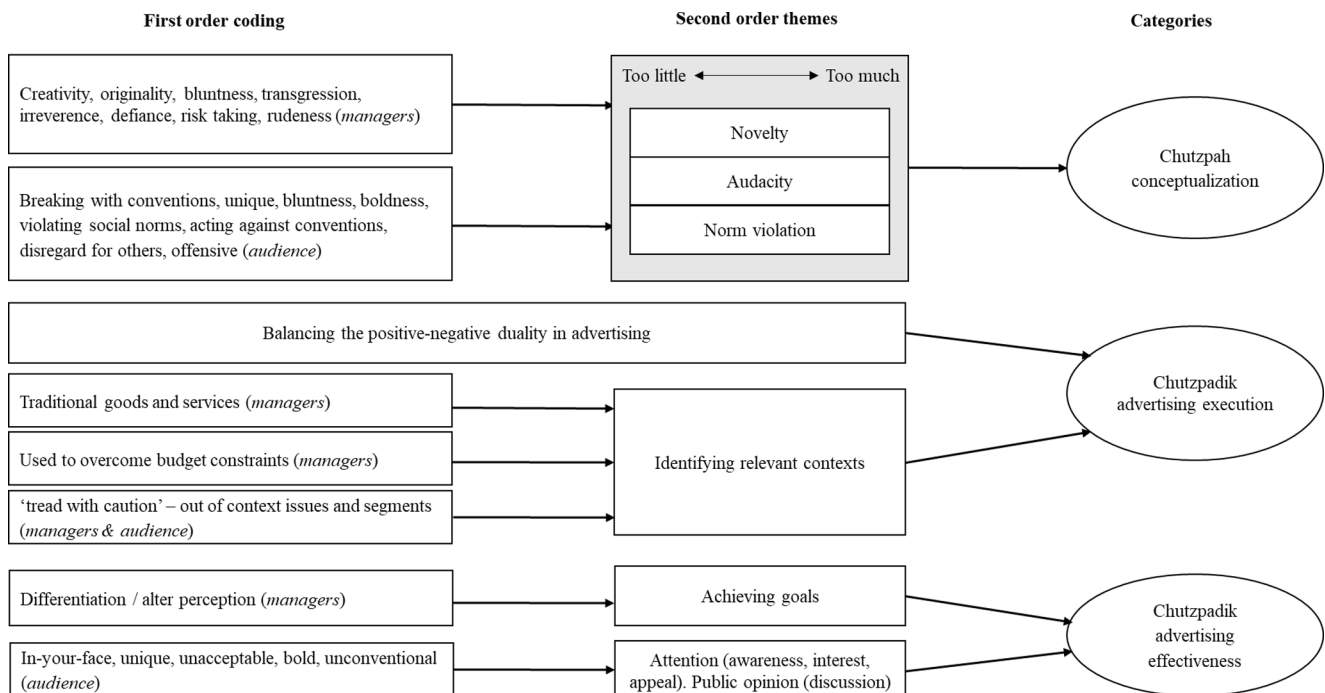 First order coding
Second order themes
Categories
Creativity, originality, bluntness, transgression,
irreverence, defiance, risk taking, rudeness (managers)
Breaking with conventions, unique, bluntness, boldness,
violating social norms, acting against conventions,
disregard for others, offensive (audience)
Too little
Too much
Novelty
Audacity
Norm violation
Chutzpah
conceptualization
Balancing the positive-negative duality in advertising
Traditional goods and services (managers)
Used to overcome budget constraints (managers)
‘tread with caution’ – out of context issues and segments
(managers & audience)
Identifying relevant contexts
Chutzpadik
advertising execution
Differentiation / alter perception (managers)
In-your-face, unique, unacceptable, bold, unconventional
(audience)
Achieving goals
Attention (awareness, interest,
appeal). Public opinion (discussion)
Chutzpadik
advertising
effectiveness